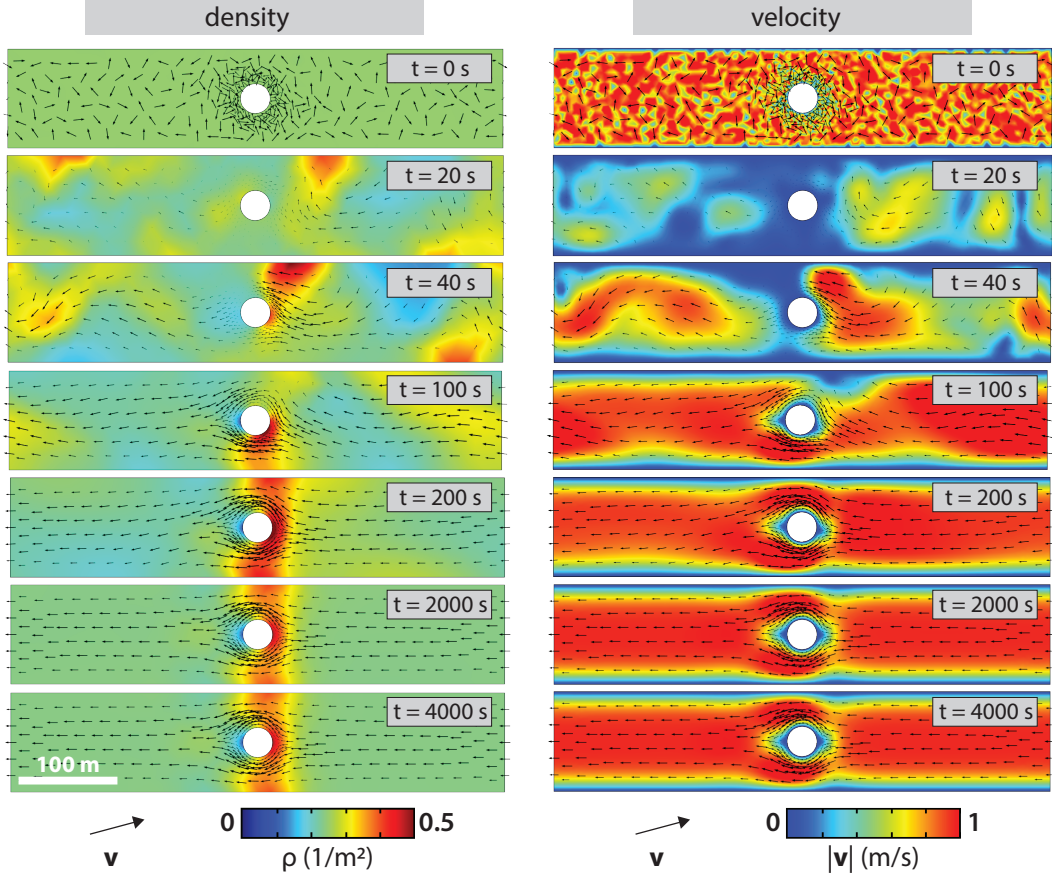 density
velocity
t = 0 s
t = 0 s
t = 20 s
t = 20 s
t = 40 s
t = 40 s
t = 100 s
t = 100 s
t = 200 s
t = 200 s
t = 2000 s
t = 2000 s
t = 4000 s
t = 4000 s
100 m
v
0
0.5
ρ (1/m²)
v
0
1
|v| (m/s)